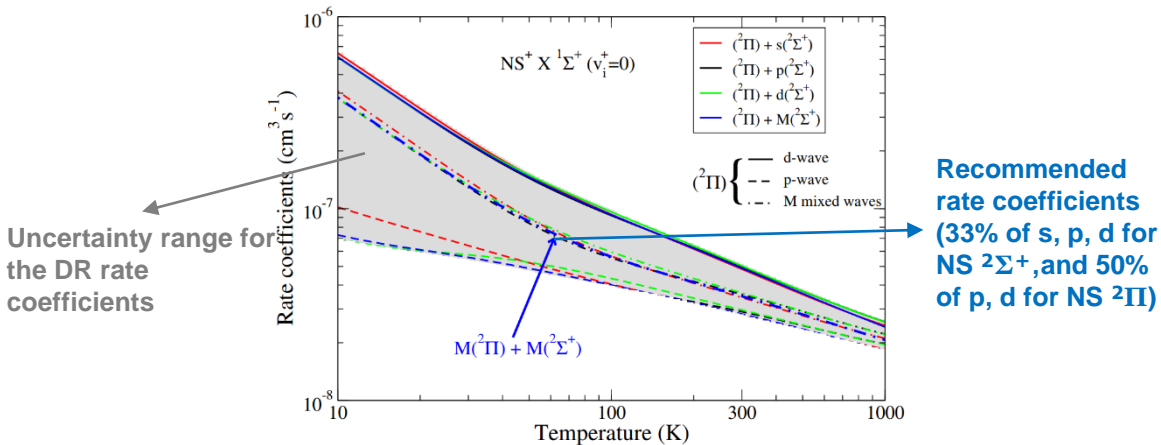 10⁻⁶
10⁻⁷
10⁻⁸
Rate coefficients (cm³ s⁻¹)
NS⁺ X ¹Σ⁺ (vᵢ⁺=0)
(²Π) + s(²Σ⁺)
(²Π) + p(²Σ⁺)
(²Π) + d(²Σ⁺)
(²Π) + M(²Σ⁺)
(²Π) {
d-wave
p-wave
M mixed waves
Uncertainty range for
the DR rate
coefficients
Recommended
rate coefficients
(33% of s, p, d for
NS ²Σ⁺,and 50%
of p, d for NS ²Π)
M(²Π) + M(²Σ⁺)
10
100
300
1000
Temperature (K)